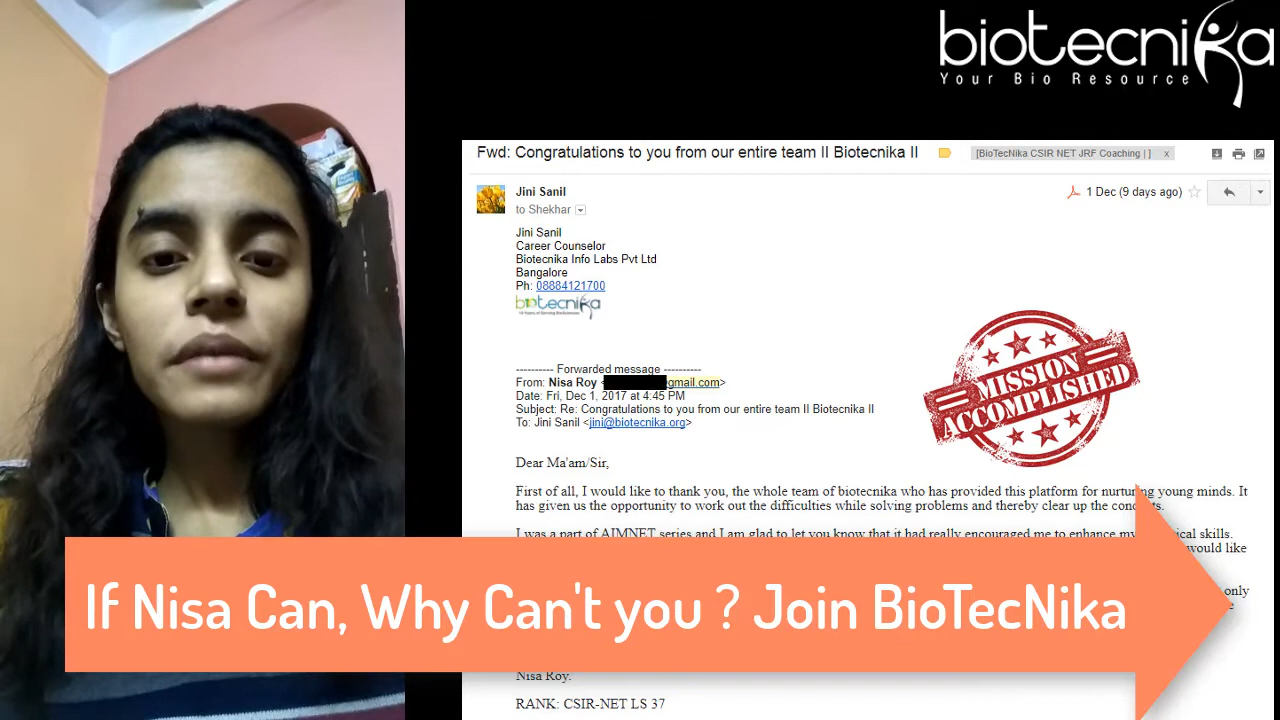 biotecnika
Your Bio Resource
Fwd: Congratulations to you from our entire team II Biotecnika II
[BioTecNika CSIR NET JRF Coaching | ] x
Jini Sanil
1 Dec (9 days ago)
to Shekhar
Jini Sanil
Career Counselor
Biotecnika Info Labs Pvt Ltd
Bangalore
Ph: 08884121700
biotecnika
MISSION
ACCOMPLISHED
---------- Forwarded message ----------
From: Nisa Roy < gmail.com>
Date: Fri, Dec 1, 2017 at 4:45 PM
Subject: Re: Congratulations to you from our entire team II Biotecnika II
To: Jini Sanil <jini@biotecnika.org>
Dear Ma'am/Sir,
First of all, I would like to thank you, the whole team of biotecnika who has provided this platform for nurturing young minds. It
has given us the opportunity to work out the difficulties while solving problems and thereby clear up the concepts.
I was a part of AIMNET series and I am glad to let you know that it had really encouraged me to enhance my skills.
would like
only
If Nisa Can, Why Can't you ? Join BioTecNika
Nisa Roy.
RANK: CSIR-NET LS 37